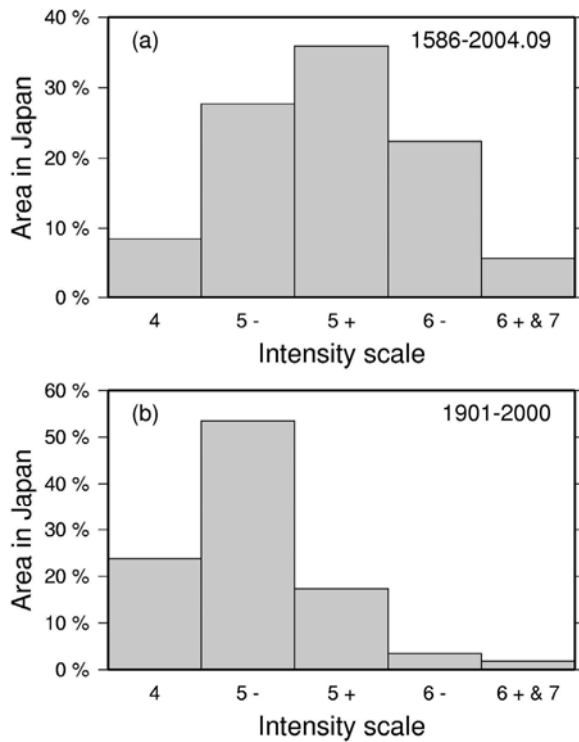 40 %
(a)
1586-2004.09
30 %
20 %
10 %
0 %
Area in Japan
4 5 - 5 + 6 - 6 + & 7
Intensity scale
60 %
(b)
1901-2000
50 %
40 %
30 %
20 %
10 %
0 %
Area in Japan
4 5 - 5 + 6 - 6 + & 7
Intensity scale